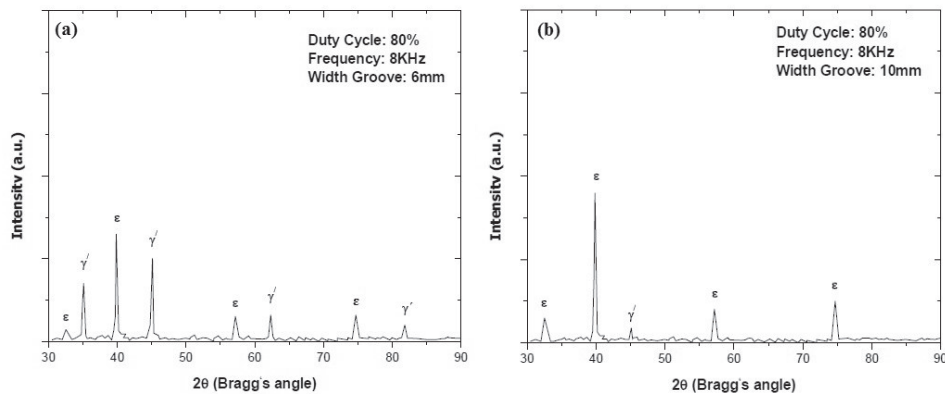 (a)
Duty Cycle: 80%
Frequency: 8KHz
Width Groove: 6mm
Intensity (a.u.)
ε
γ′
ε
γ′
ε
γ′
ε
γ′
30 40 50 60 70 80 90
2θ (Bragg's angle)
(b)
Duty Cycle: 80%
Frequency: 8KHz
Width Groove: 10mm
Intensity (a.u.)
ε
ε
γ′
ε
ε
30 40 50 60 70 80 90
2θ (Bragg's angle)